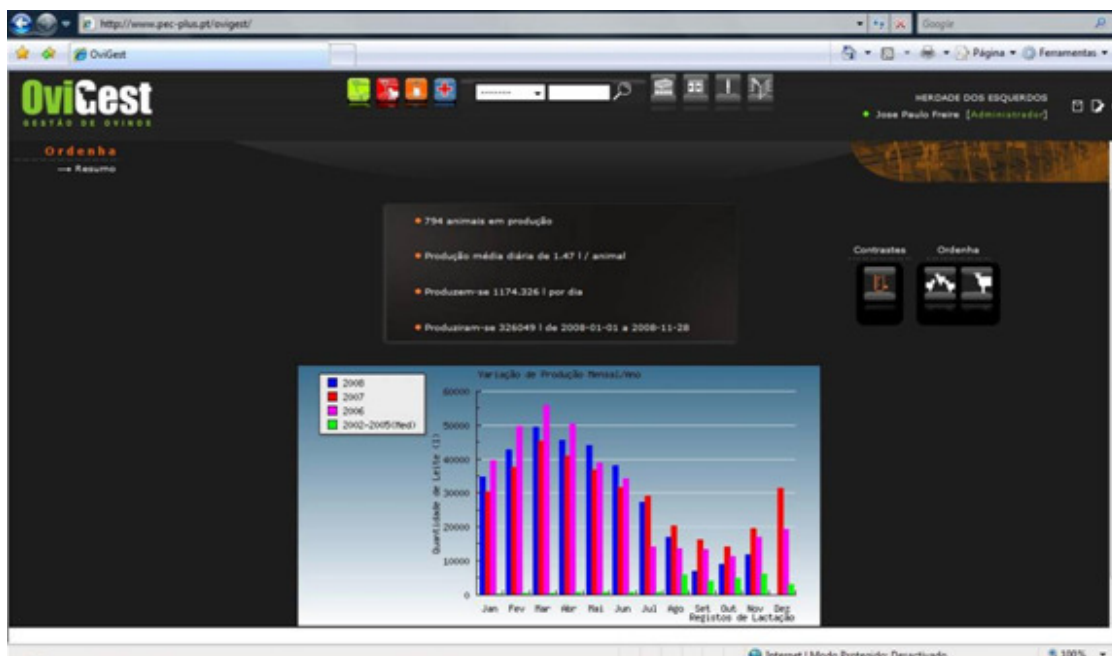 http://www.pec-plus.pt/ovigest/
Google
OviGest
Página
Ferramentas
OviGest
GESTÃO DE OVINOS
HERDADE DOS ESQUERDOS
Jose Paulo Freire [Administrador]
Ordenha
Resumo
794 animais em produção
Produção média diária de 1.47 l / animal
Produzem-se 1174.326 l por dia
Produziram-se 326049 l de 2008-01-01 a 2008-11-28
Contrastes Ordenha
Variação de Produção Mensal/Ano
2008
2007
2006
2002-2005(Med)
Quantidade de Leite (l)
60000
50000
40000
30000
20000
10000
0
Jan Fev Mar Abr Mai Jun Jul Ago Set Out Nov Dez
Registos de Lactação
Internet | Modo Protegido: Desactivado
100%